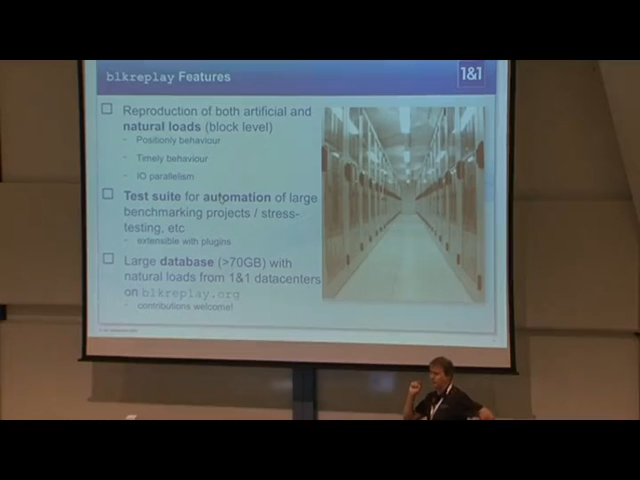 blkreplay Features
1&1
Reproduction of both artificial and
natural loads (block level)
- Positionly behaviour
- Timely behaviour
- IO parallelism
Test suite for automation of large
benchmarking projects / stress-
testing, etc
- extensible with plugins
Large database (>70GB) with
natural loads from 1&1 datacenters
on blkreplay.org
- contributions welcome!